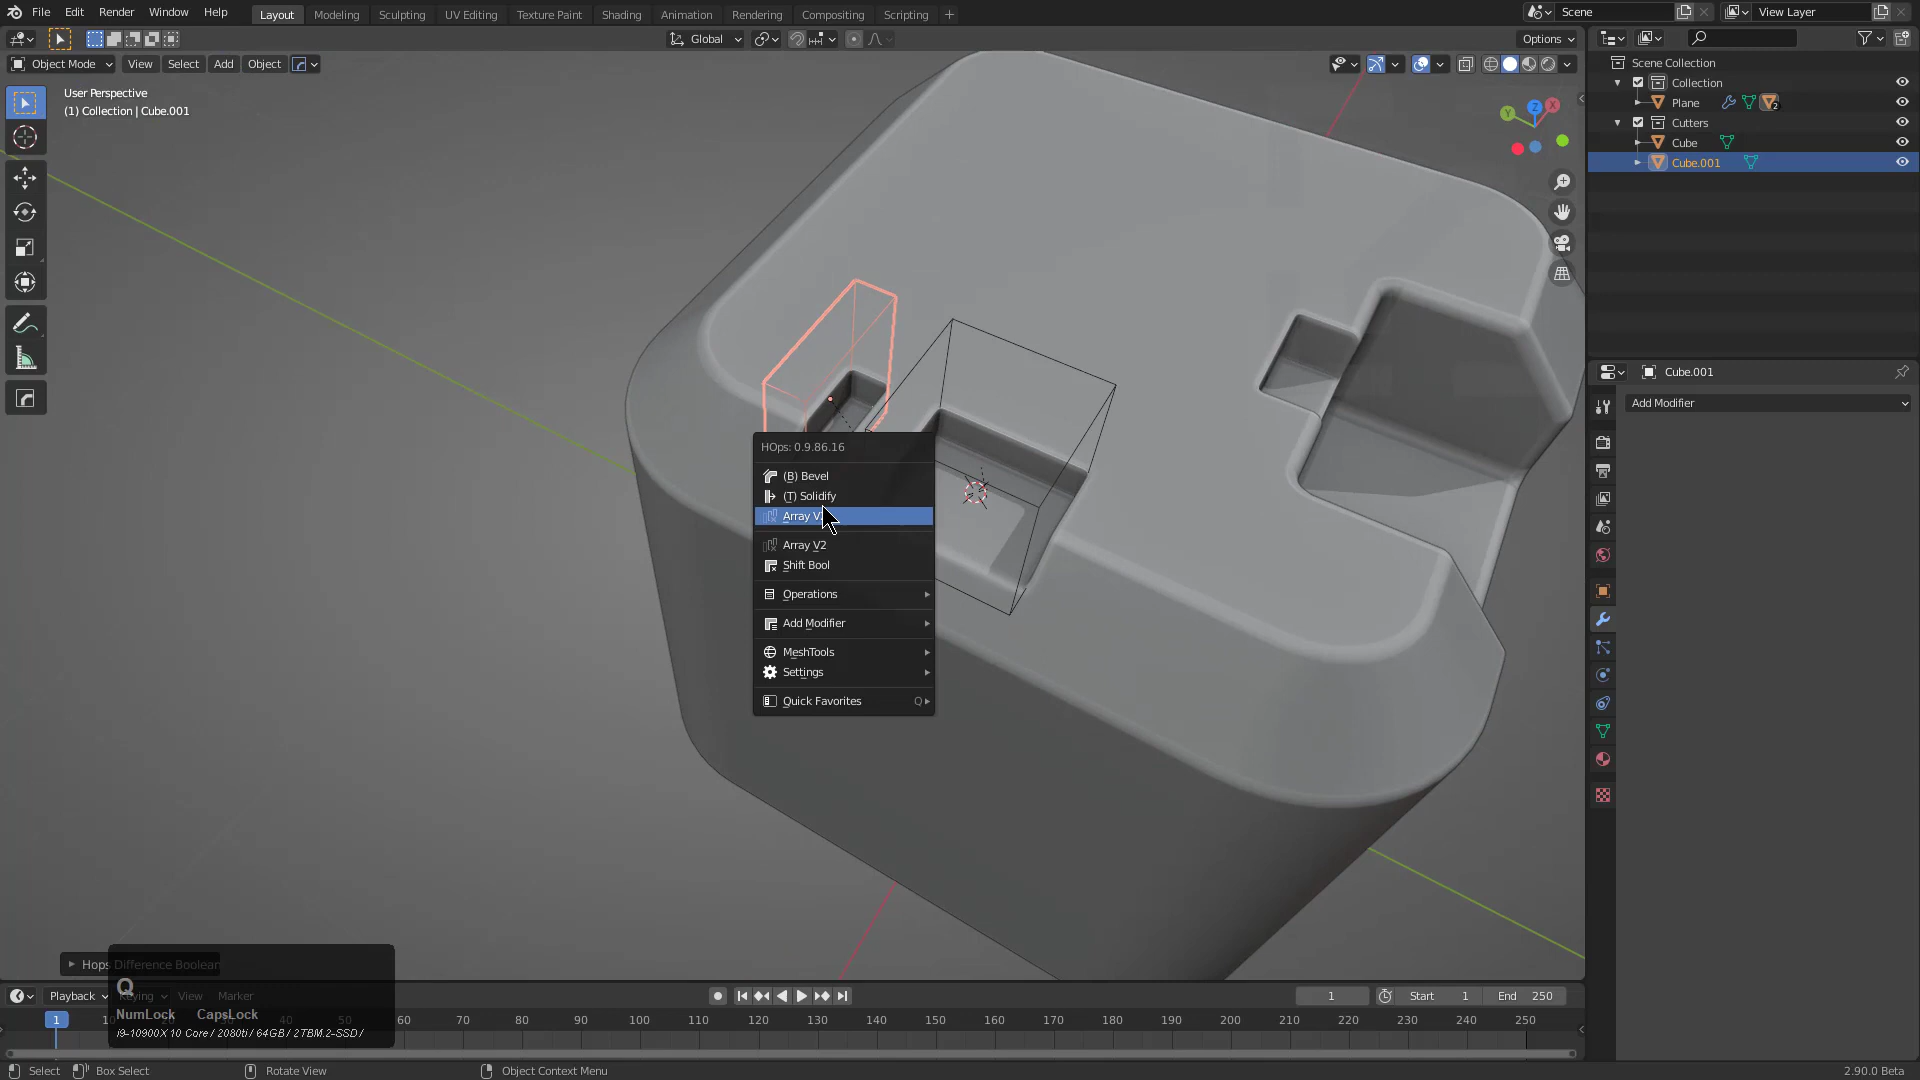 File Edit Render Window Help
Layout Modeling Sculpting UV Editing Texture Paint Shading Animation Rendering Compositing Scripting +
Scene View Layer
Global Options
Object Mode View Select Add Object
User Perspective
(1) Collection | Cube.001
Scene Collection
Collection
Plane 2
Cutters
Cube
Cube.001
Cube.001
Add Modifier
X
Y
Z
HOps: 0.9.86.16
(B) Bevel
(T) Solidify
Array V
Array V2
Shift Bool
Operations
Add Modifier
MeshTools
Settings
Quick Favorites Q
Hops Difference Boolean
Q
NumLock CapsLock
i9-10900X 10 Core / 2080ti / 64GB / 2TBM.2-SSD /
Playback Keying View Marker
1 Start 1 End 250
1 10 40 50 60 70 80 90 100 110 120 130 140 150 160 170 180 190 200 210 220 230 240 250
Select Box Select Rotate View Object Context Menu 2.90.0 Beta